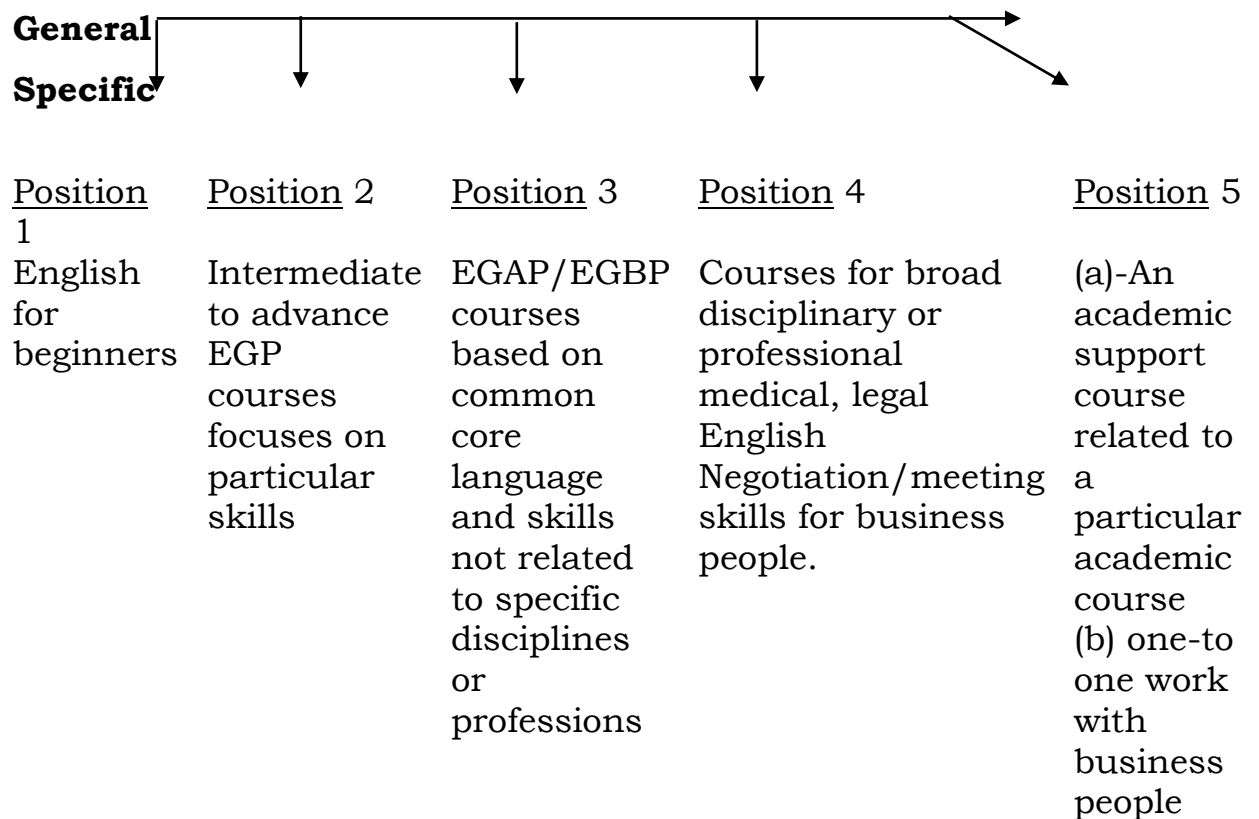 General
Specific
Position
1
English
for
beginners
Position 2
Intermediate
to advance
EGP
courses
focuses on
particular
skills
Position 3
EGAP/EGBP
courses
based on
common
core
language
and skills
not related
to specific
disciplines
or
professions
Position 4
Courses for broad
disciplinary or
professional
medical, legal
English
Negotiation/meeting
skills for business
people.
Position 5
(a)-An
academic
support
course
related to
a
particular
academic
course
(b) one-to
one work
with
business
people